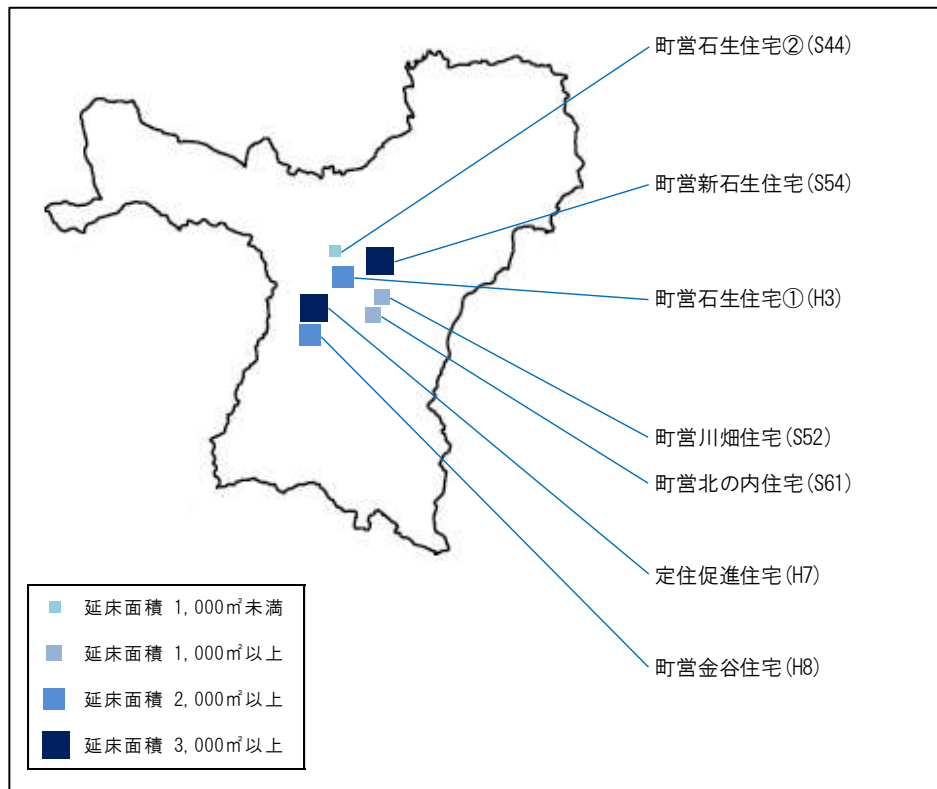 町営石生住宅②(S44)
町営新石生住宅(S54)
町営石生住宅①(H3)
町営川畑住宅(S52)
町営北の内住宅(S61)
定住促進住宅(H7)
町営金谷住宅(H8)
延床面積 1,000㎡未満
延床面積 1,000㎡以上
延床面積 2,000㎡以上
延床面積 3,000㎡以上